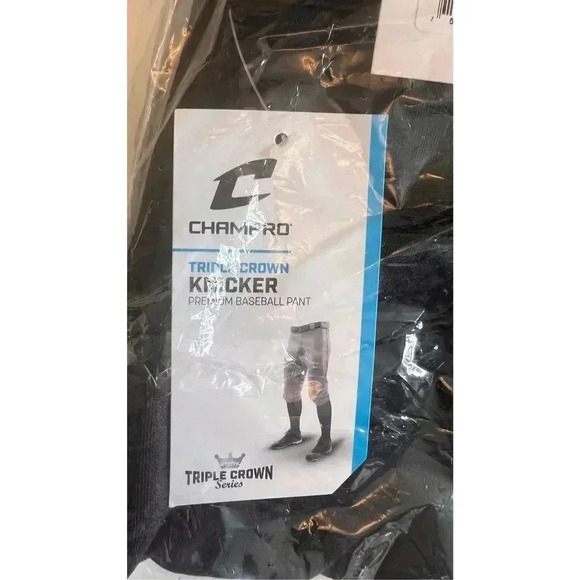 CHAMPRO
TRIPLE CROWN
KNICKER
PREMIUM BASEBALL PANT
TRIPLE CROWN
Series